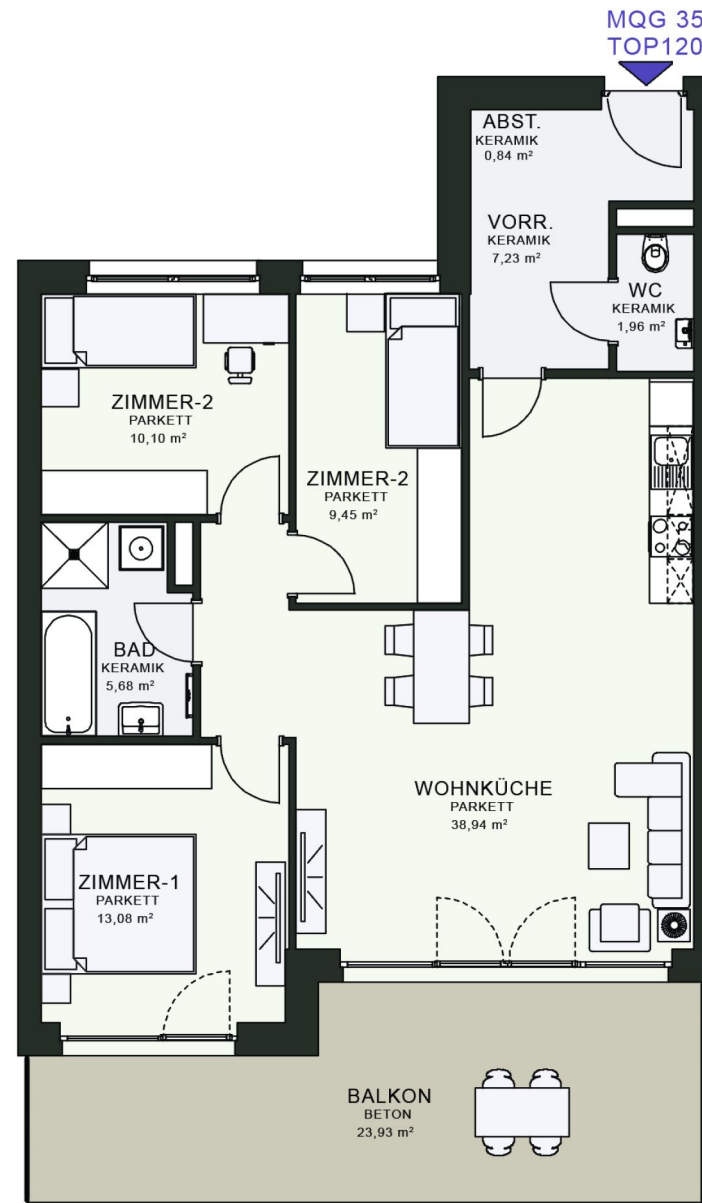 MQG 35
TOP120
ABST.
KERAMIK
0,84 m²
VORR.
KERAMIK
7,23 m²
WC
KERAMIK
1,96 m²
ZIMMER-2
PARKETT
10,10 m²
ZIMMER-2
PARKETT
9,45 m²
BAD
KERAMIK
5,68 m²
WOHNKÜCHE
PARKETT
38,94 m²
ZIMMER-1
PARKETT
13,08 m²
BALKON
BETON
23,93 m²